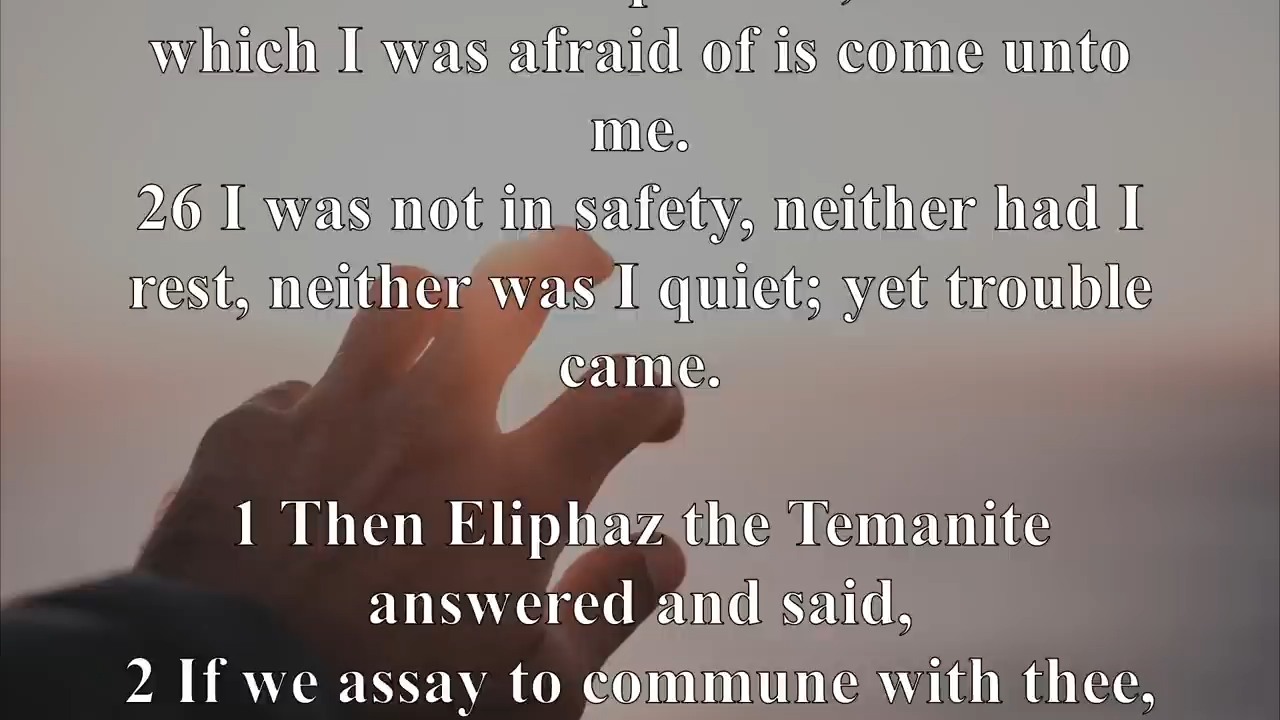 which I was afraid of is come unto
me.
26 I was not in safety, neither had I
rest, neither was I quiet; yet trouble
came.
1 Then Eliphaz the Temanite
answered and said,
2 If we assay to commune with thee,